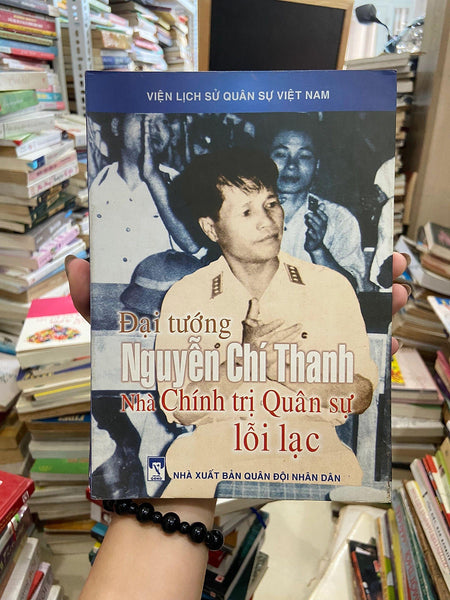 VIỆN LỊCH SỬ QUÂN SỰ VIỆT NAM
Đại tướng
Nguyễn Chí Thanh
Nhà Chính trị Quân sự
lỗi lạc
NHÀ XUẤT BẢN QUÂN ĐỘI NHÂN DÂN